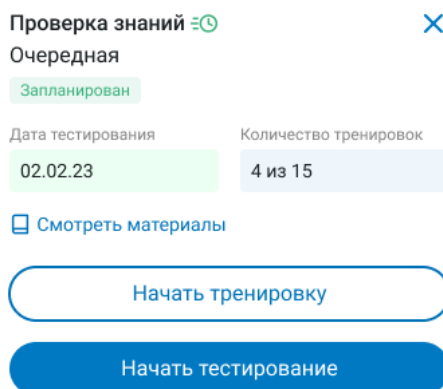 Проверка знаний
Очередная
Запланирован
Дата тестирования Количество тренировок
02.02.23 4 из 15
Смотреть материалы
Начать тренировку
Начать тестирование